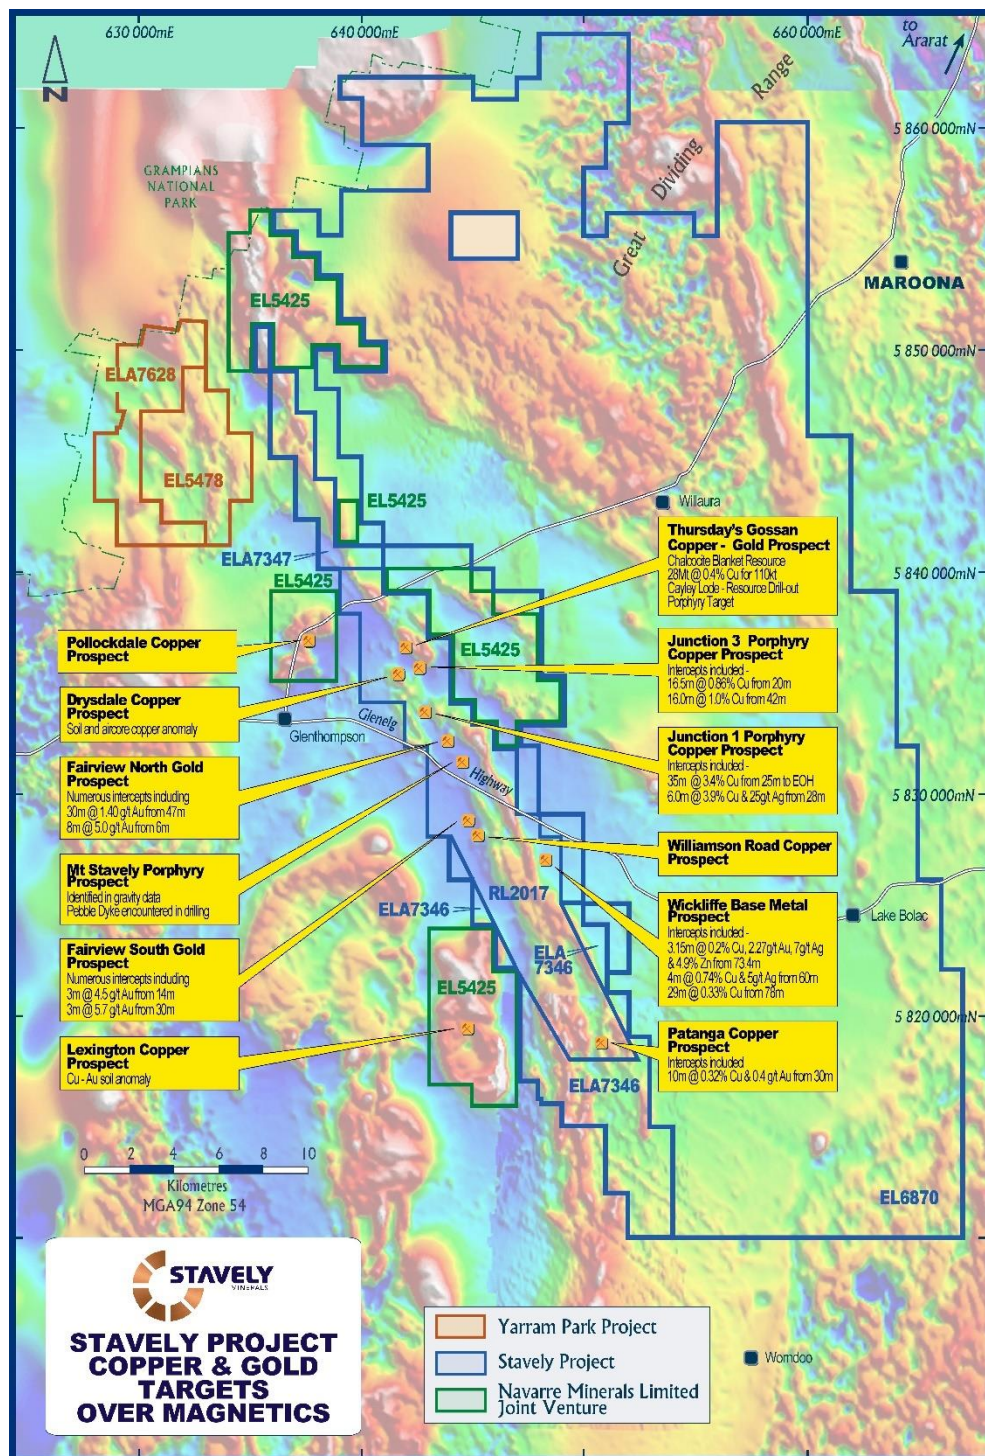 630 000mE
640 000mE
660 000mE
to
Ararat
N
Range
5 860 000mN
Dividing
GRAMPIANS
NATIONAL
PARK
Great
MAROONA
EL5425
5 850 000mN
ELA7628
EL5478
EL5425
Willaura
ELA7347
EL5425
5 840 000mN
Thursday's Gossan
Copper - Gold Prospect
Chalcocite Blanket Resource
28Mt @ 0.4% Cu for 110kt
Cayley Lode - Resource Drill-out
Porphyry Target
Pollockdale Copper
Prospect
EL5425
Junction 3 Porphyry
Copper Prospect
Intercepts included -
16.5m @ 0.86% Cu from 20m
16.0m @ 1.0% Cu from 42m
Drysdale Copper
Prospect
Soil and aircore copper anomaly
Glenthompson
Glenelg
Highway
Junction 1 Porphyry
Copper Prospect
Intercepts included -
35m @ 3.4% Cu from 25m to EOH
6.0m @ 3.9% Cu & 25g/t Ag from 28m
Fairview North Gold
Prospect
Numerous intercepts including
30m @ 1.40 g/t Au from 47m
8m @ 5.0 g/t Au from 6m
5 830 000mN
Williamson Road Copper
Prospect
Mt Stavely Porphyry
Prospect
Identified in gravity data
Pebble Dyke encountered in drilling
RL2017
ELA7346
Wickliffe Base Metal
Prospect
Intercepts included -
3.15m @ 0.2% Cu, 2.27g/t Au, 7g/t Ag
& 4.9% Zn from 73.4m
4m @ 0.74% Cu & 5g/t Ag from 60m
29m @ 0.33% Cu from 78m
Lake Bolac
Fairview South Gold
Prospect
Numerous intercepts including
3m @ 4.5 g/t Au from 14m
3m @ 5.7 g/t Au from 30m
ELA
7346
EL5425
5 820 000mN
Lexington Copper
Prospect
Cu - Au soil anomaly
Patanga Copper
Prospect
Intercepts included
10m @ 0.32% Cu & 0.4 g/t Au from 30m
ELA7346
0 2 4 6 8 10
Kilometres
MGA94 Zone 54
EL6870
STAVELY
MINERALS
STAVELY PROJECT
COPPER & GOLD
TARGETS
OVER MAGNETICS
Yarram Park Project
Stavely Project
Navarre Minerals Limited
Joint Venture
Worndoo